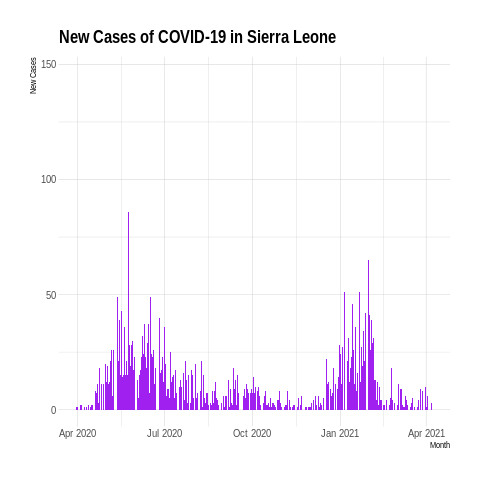 New Cases of COVID-19 in Sierra Leone
New Cases
150
100
50
0
Apr 2020 Jul 2020 Oct 2020 Jan 2021 Apr 2021
Month